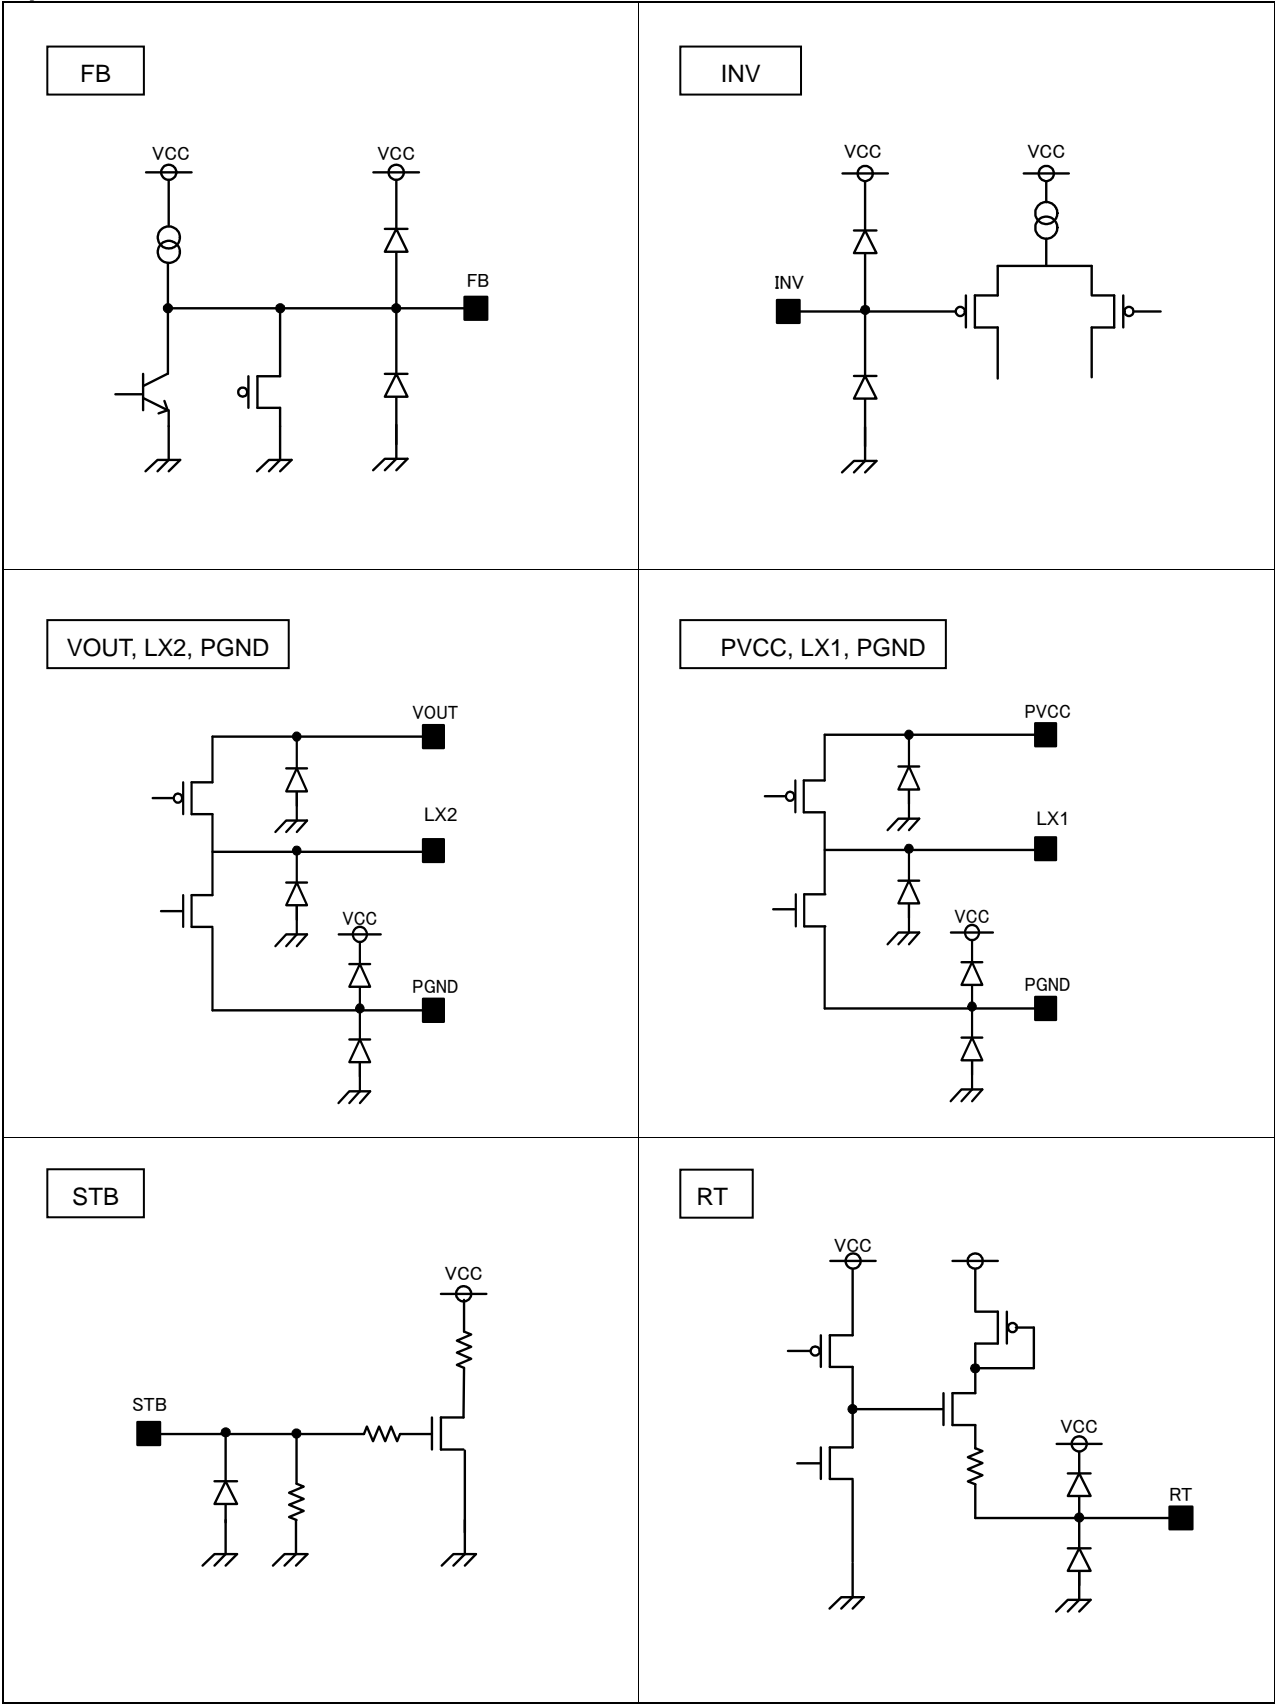 FB
VCC
VCC
FB
INV
VCC
VCC
INV
VOUT, LX2, PGND
VOUT
LX2
VCC
PGND
PVCC, LX1, PGND
PVCC
LX1
VCC
PGND
STB
VCC
STB
RT
VCC
VCC
RT